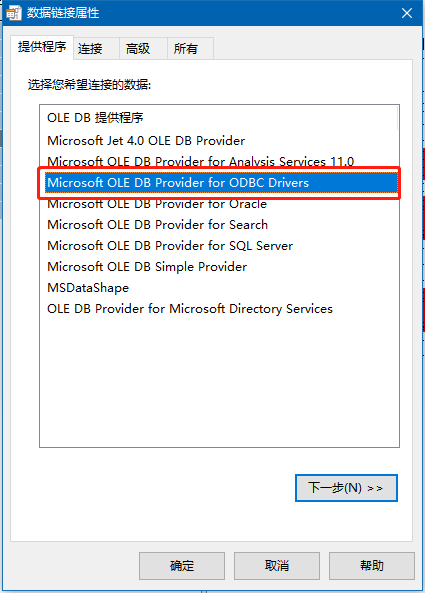 数据链接属性
提供程序 连接 高级 所有
选择您希望连接的数据:
OLE DB 提供程序
Microsoft Jet 4.0 OLE DB Provider
Microsoft OLE DB Provider for Analysis Services 11.0
Microsoft OLE DB Provider for ODBC Drivers
Microsoft OLE DB Provider for Oracle
Microsoft OLE DB Provider for Search
Microsoft OLE DB Provider for SQL Server
Microsoft OLE DB Simple Provider
MSDataShape
OLE DB Provider for Microsoft Directory Services
下一步(N) >>
确定 取消 帮助